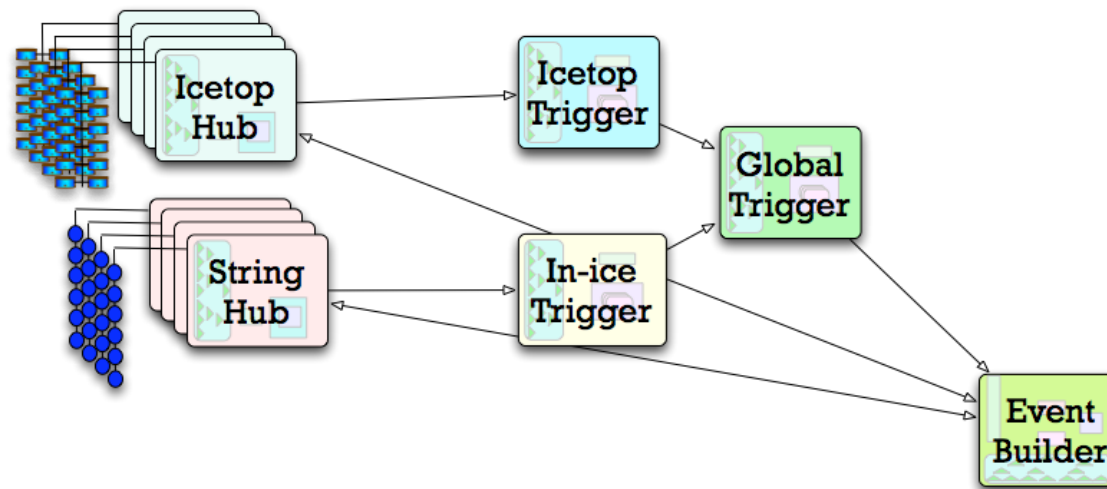 Icetop
Hub
Icetop
Trigger
Global
Trigger
String
Hub
In-ice
Trigger
Event
Builder